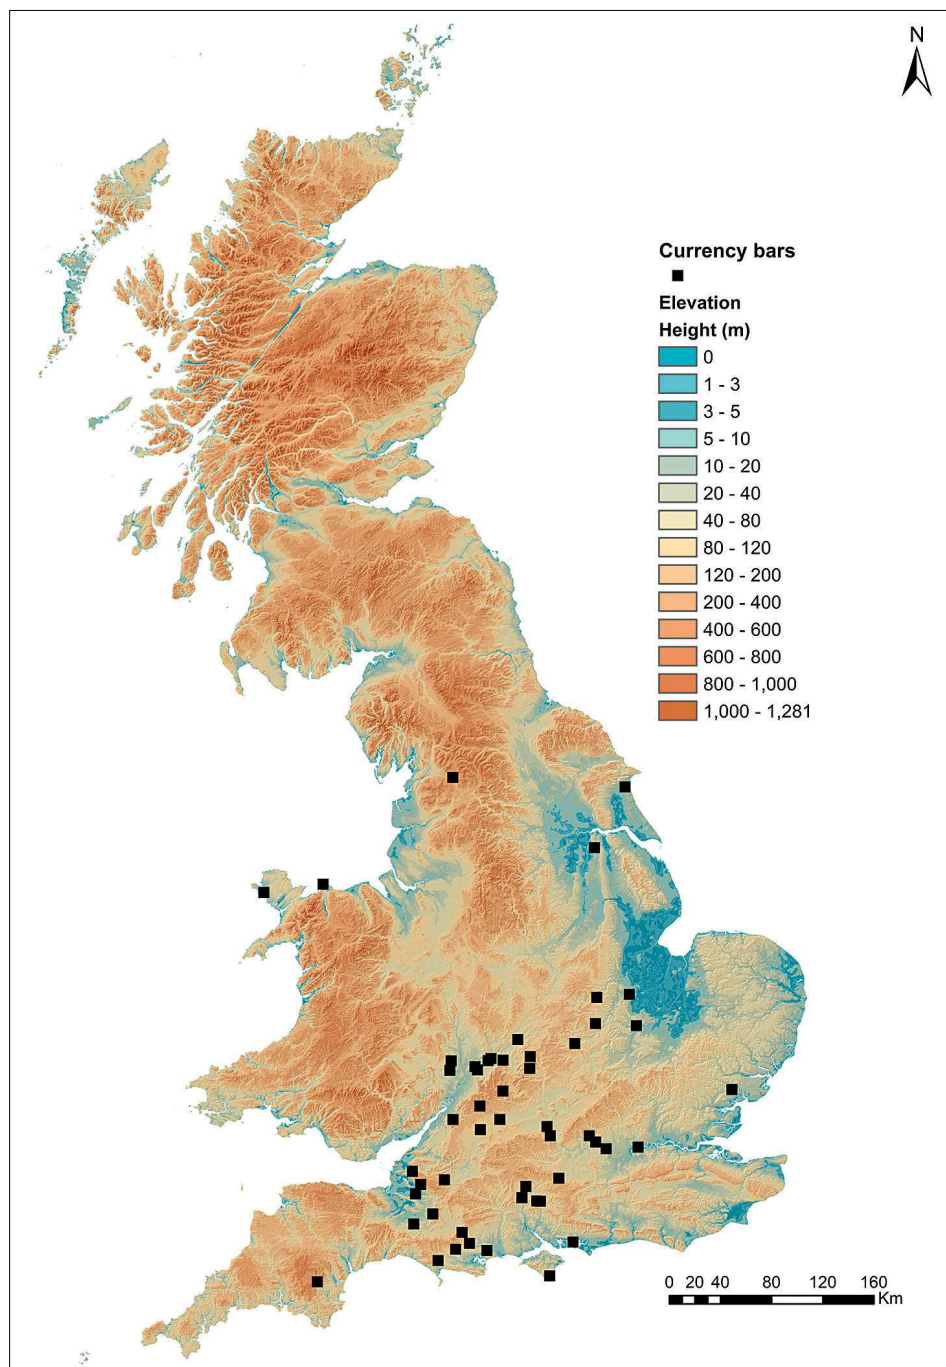 N
Currency bars
Elevation
Height (m)
0
1 - 3
3 - 5
5 - 10
10 - 20
20 - 40
40 - 80
80 - 120
120 - 200
200 - 400
400 - 600
600 - 800
800 - 1,000
1,000 - 1,281
0 20 40 80 120 160
Km